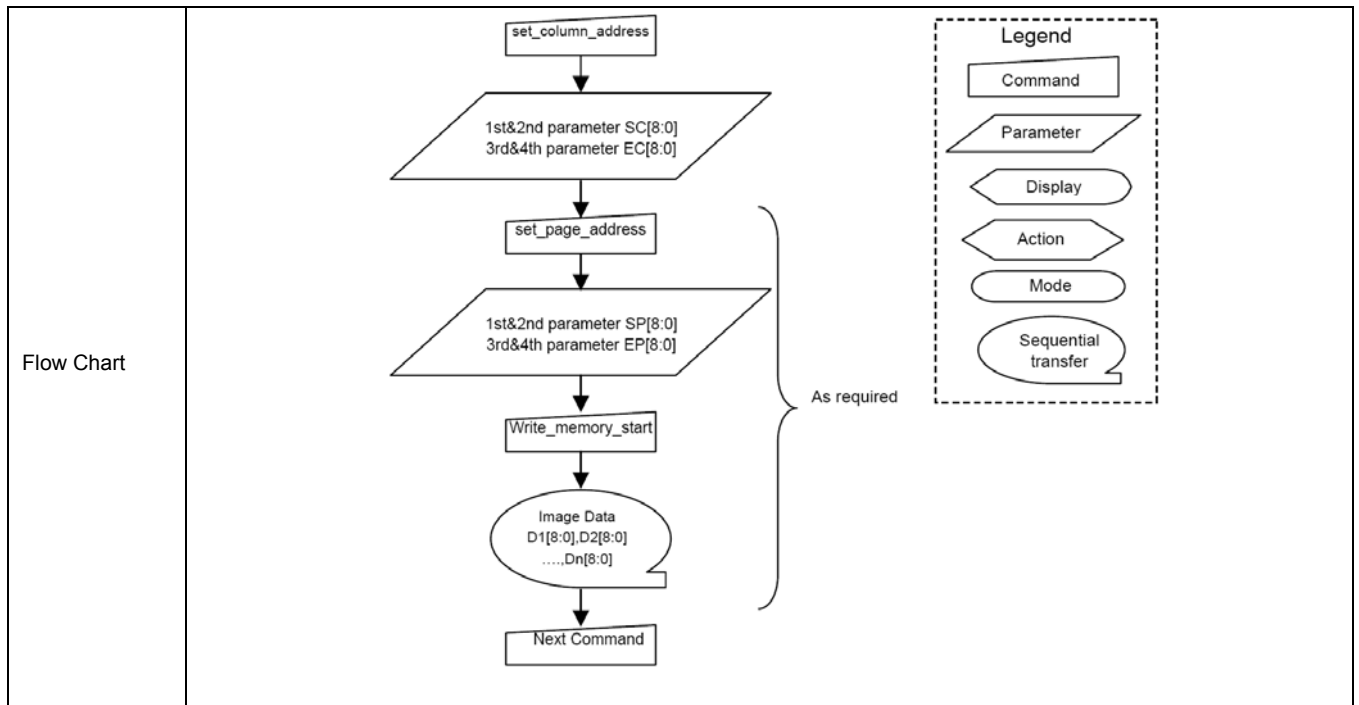 Flow Chart
set_column_address
1st&2nd parameter SC[8:0]
3rd&4th parameter EC[8:0]
set_page_address
1st&2nd parameter SP[8:0]
3rd&4th parameter EP[8:0]
Write_memory_start
Image Data
D1[8:0],D2[8:0]
....,Dn[8:0]
Next Command
As required
Legend
Command
Parameter
Display
Action
Mode
Sequential
transfer